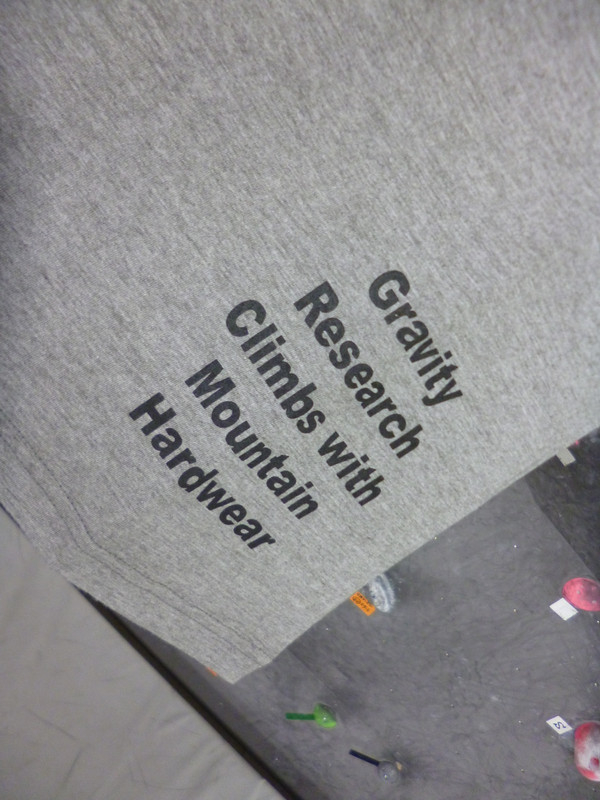 Gravity
Research
Climbs with
Mountain
Hardwear